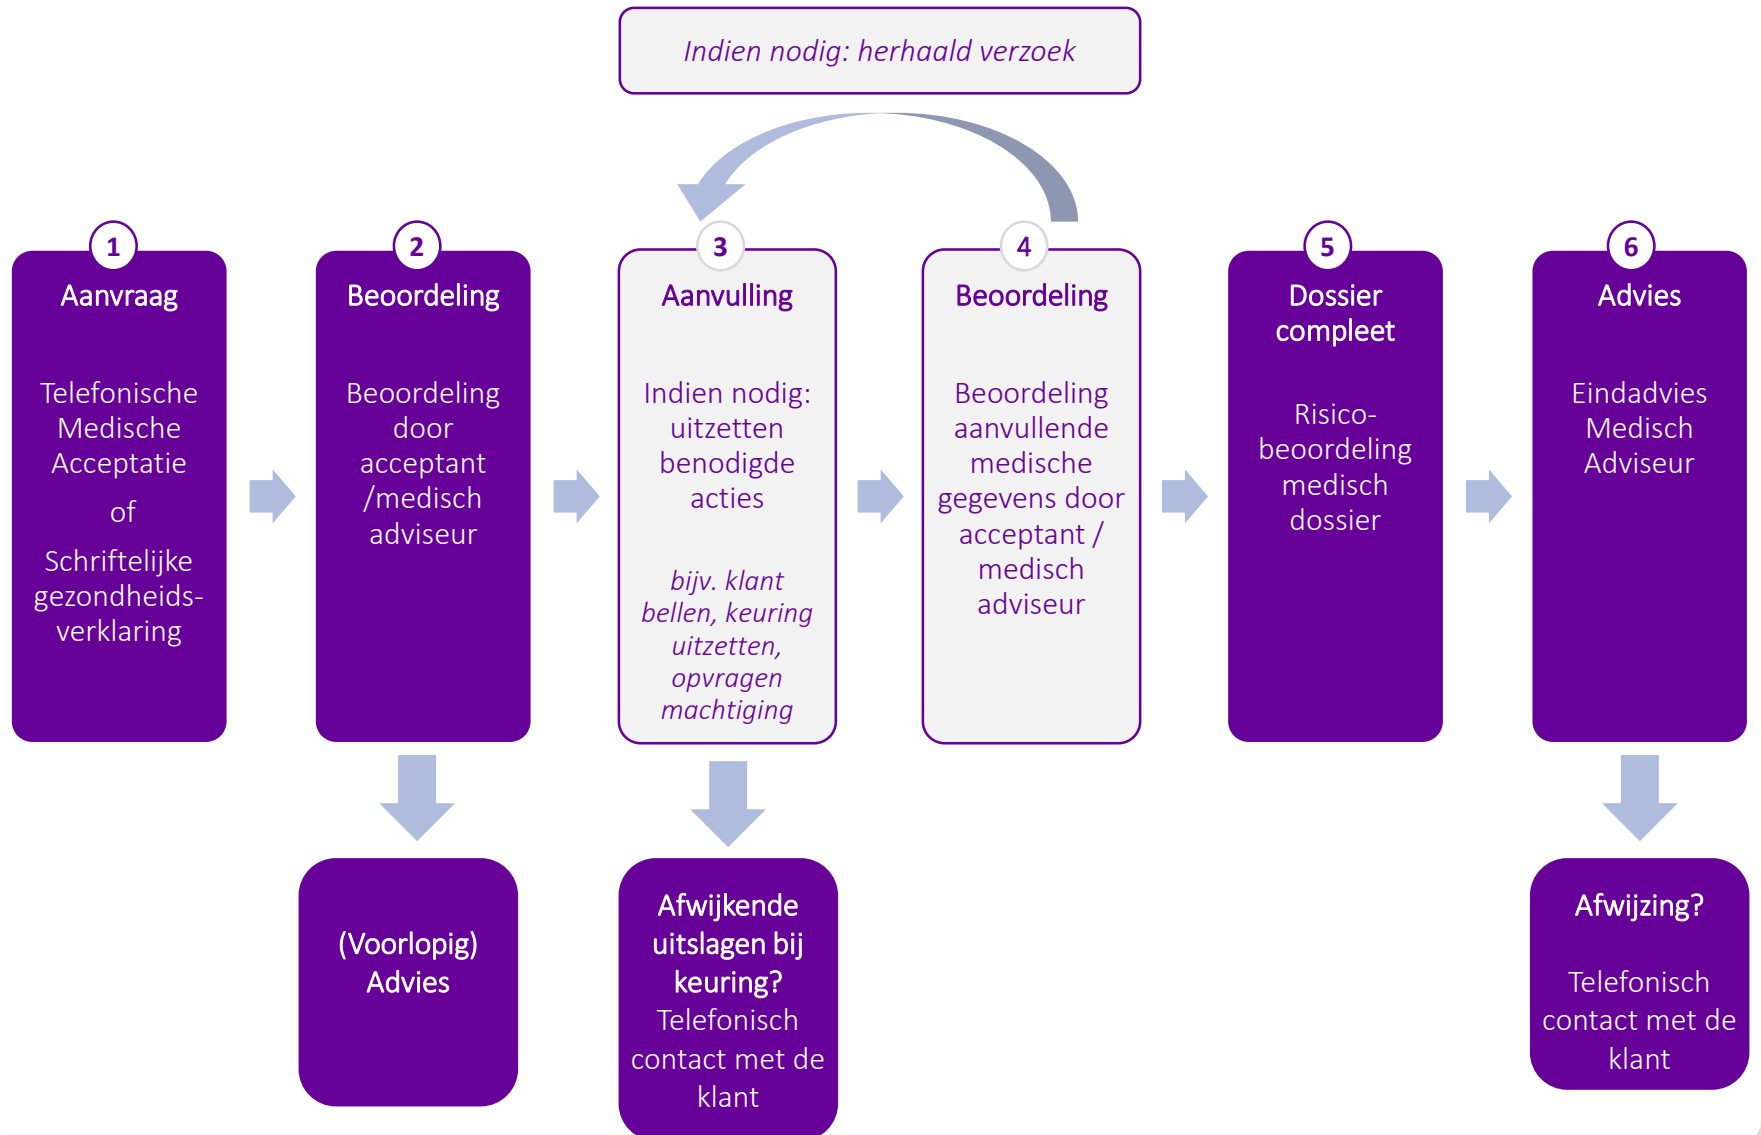 Indien nodig: herhaald verzoek
1
Aanvraag
Telefonische
Medische
Acceptatie
of
Schriftelijke
gezondheids-
verklaring
2
Beoordeling
Beoordeling
door
acceptant
/medisch
adviseur
3
Aanvulling
Indien nodig:
uitzetten
benodigde
acties
bijv. klant
bellen, keuring
uitzetten,
opvragen
machtiging
4
Beoordeling
Beoordeling
aanvullende
medische
gegevens door
acceptant /
medisch
adviseur
5
Dossier
compleet
Risico-
beoordeling
medisch
dossier
6
Advies
Eindadvies
Medisch
Adviseur
(Voorlopig)
Advies
Afwijkende
uitslagen bij
keuring?
Telefonisch
contact met de
klant
Afwijzing?
Telefonisch
contact met de
klant